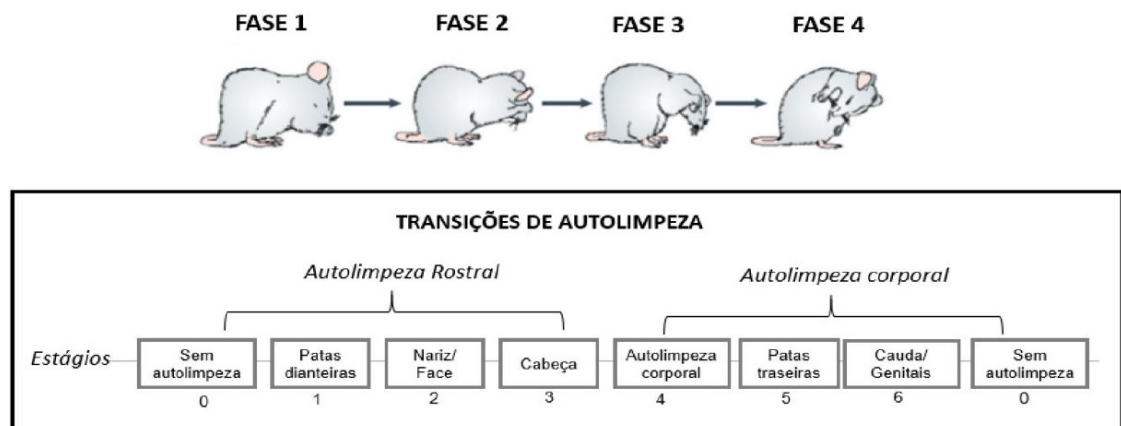 FASE 1 FASE 2 FASE 3 FASE 4
TRANSIÇÕES DE AUTOLIMPEZA
Autolimpeza Rostral
Autolimpeza corporal
Estágios
Sem
autolimpeza
0
Patas
dianteiras
1
Nariz/
Face
2
Cabeça
3
Autolimpeza
corporal
4
Patas
traseiras
5
Cauda/
Genitais
6
Sem
autolimpeza
0